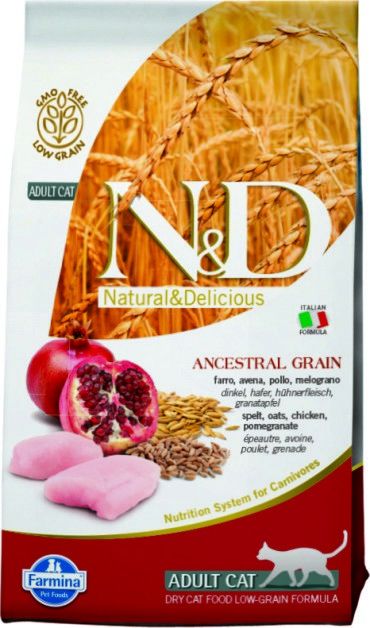 GMO FREE
LOW GRAIN
ADULT CAT
N&D
Natural&Delicious
ITALIAN
FORMULA
ANCESTRAL GRAIN
farro, avena, pollo, melograno
dinkel, hafer, hühnerfleisch,
granatapfel
spelt, oats, chicken,
pomegranate
épeautre, avoine,
poulet, grenade
Nutrition System for Carnivores
Farmina
Pet Foods
ADULT CAT
DRY CAT FOOD LOW-GRAIN FORMULA